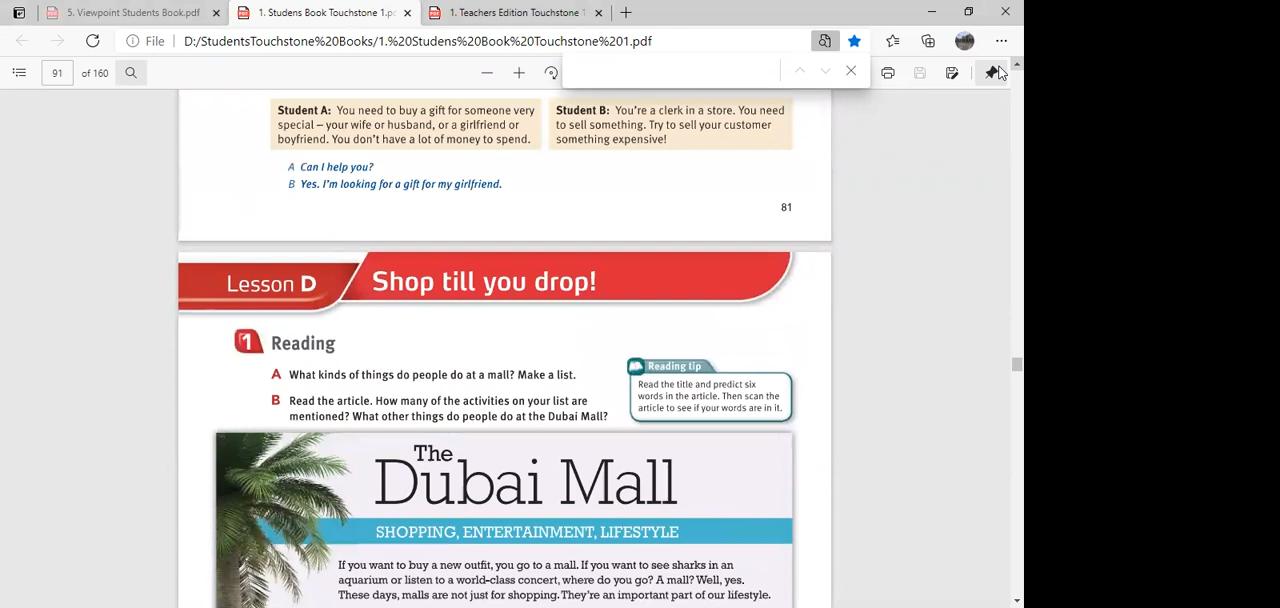 5. Viewpoint Students Book.pdf
1. Studens Book Touchstone 1.pc
1. Teachers Edition Touchstone 1
File
D:/StudentsTouchstone%20Books/1.%20Studens%20Book%20Touchstone%201.pdf
91 of 160
Student A: You need to buy a gift for someone very
special – your wife or husband, or a girlfriend or
boyfriend. You don't have a lot of money to spend.
Student B: You're a clerk in a store. You need
to sell something. Try to sell your customer
something expensive!
A Can I help you?
B Yes. I'm looking for a gift for my girlfriend.
81
Lesson D
Shop till you drop!
1 Reading
A What kinds of things do people do at a mall? Make a list.
B Read the article. How many of the activities on your list are
mentioned? What other things do people do at the Dubai Mall?
Reading tip
Read the title and predict six
words in the article. Then scan the
article to see if your words are in it.
The
Dubai Mall
SHOPPING, ENTERTAINMENT, LIFESTYLE
If you want to buy a new outfit, you go to a mall. If you want to see sharks in an
aquarium or listen to a world-class concert, where do you go? A mall? Well, yes.
These days, malls are not just for shopping. They're an important part of our lifestyle.